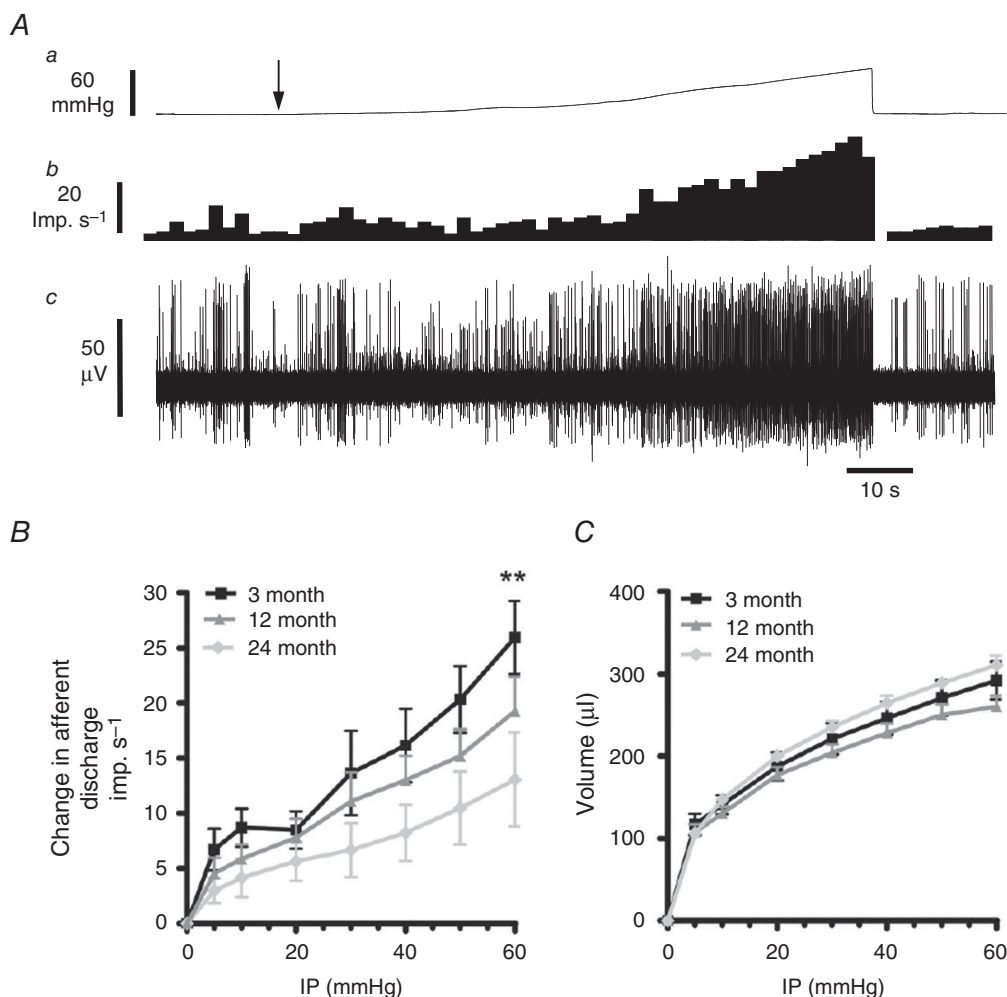 A
a
60
mmHg
b
20
Imp. s⁻¹
c
50
μV
10 s
B
Change in afferent
discharge
imp. s⁻¹
30
25
20
15
10
5
0
**
3 month
12 month
24 month
0 20 40 60
IP (mmHg)
C
Volume (μl)
400
300
200
100
0
3 month
12 month
24 month
0 20 40 60
IP (mmHg)